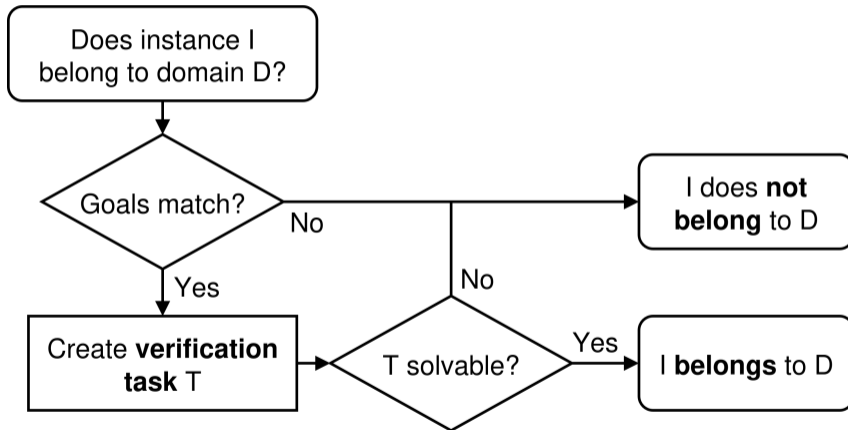 Does instance I
belong to domain D?
Goals match?
No
I does not
belong to D
Yes
Create verification
task T
No
T solvable?
Yes
I belongs to D